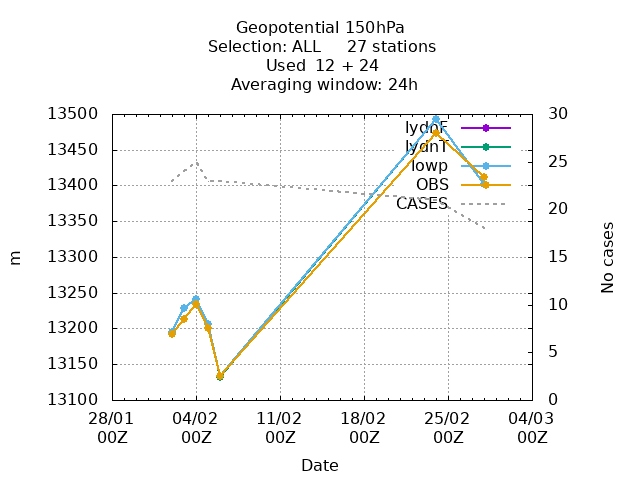 Geopotential 150hPa
Selection: ALL 27 stations
Used 12 + 24
Averaging window: 24h
13500
13450
13400
13350
13300
13250
13200
13150
13100
30
25
20
15
10
5
0
lydnF
lydnT
lowp
OBS
CASES
m
No cases
28/01 04/02 11/02 18/02 25/02 04/03
00Z 00Z 00Z 00Z 00Z 00Z
Date